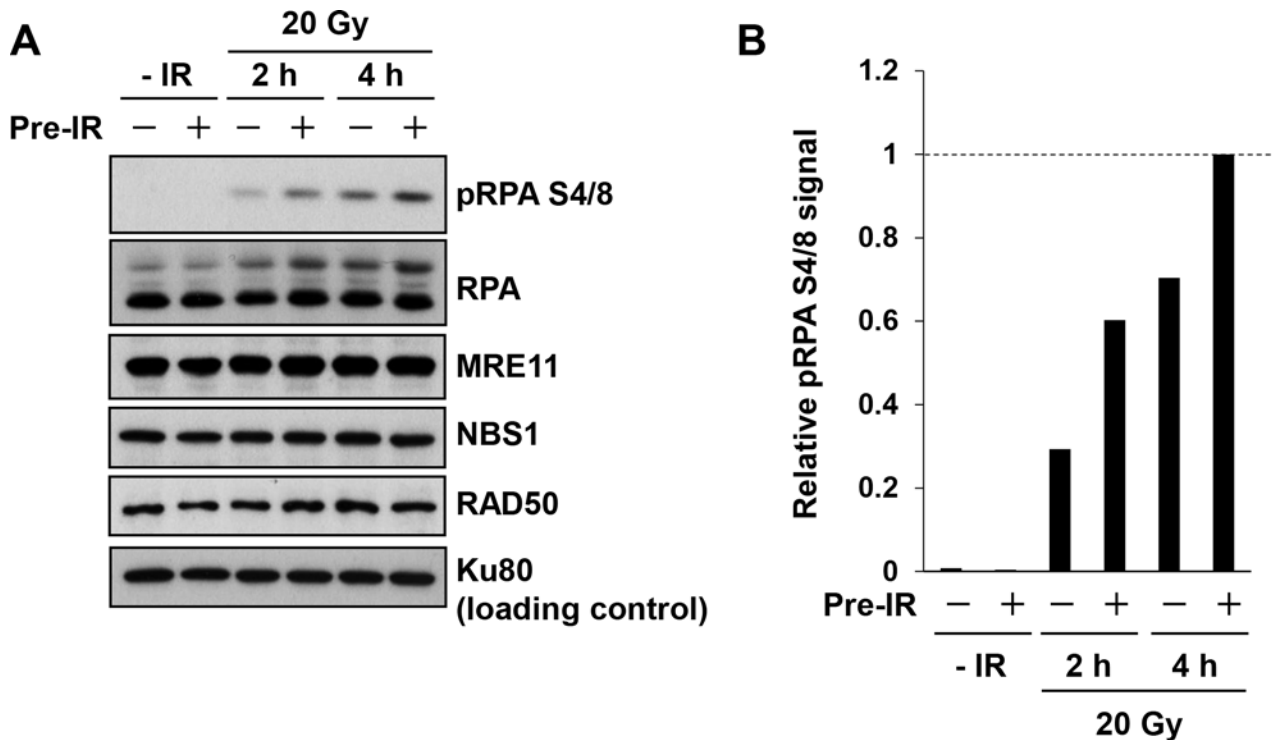 A
20 Gy
- IR 2 h 4 h
Pre-IR − + − + − +
pRPA S4/8
RPA
MRE11
NBS1
RAD50
Ku80
(loading control)
B
Relative pRPA S4/8 signal
1.2
1
0.8
0.6
0.4
0.2
0
Pre-IR − + − + − +
- IR 2 h 4 h
20 Gy